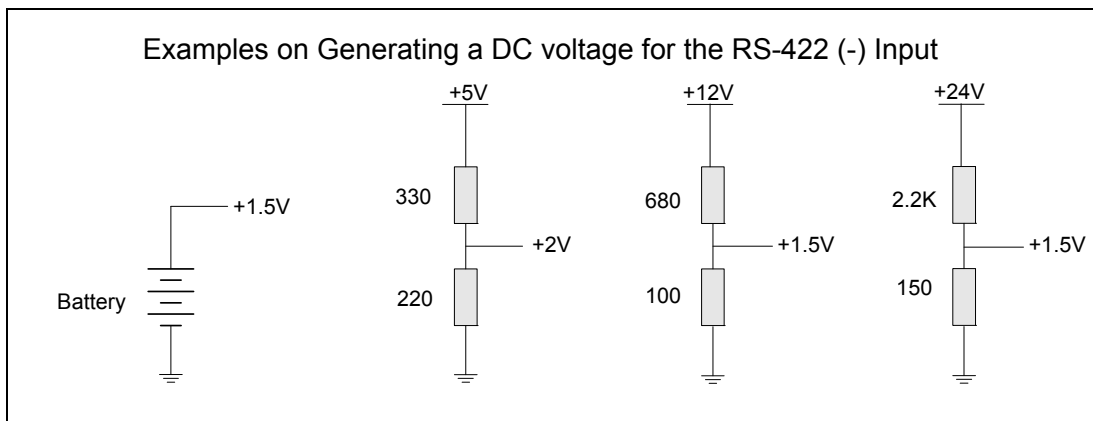 Examples on Generating a DC voltage for the RS-422 (-) Input
+5V
+12V
+24V
330
680
2.2K
+1.5V
+2V
+1.5V
+1.5V
Battery
220
100
150